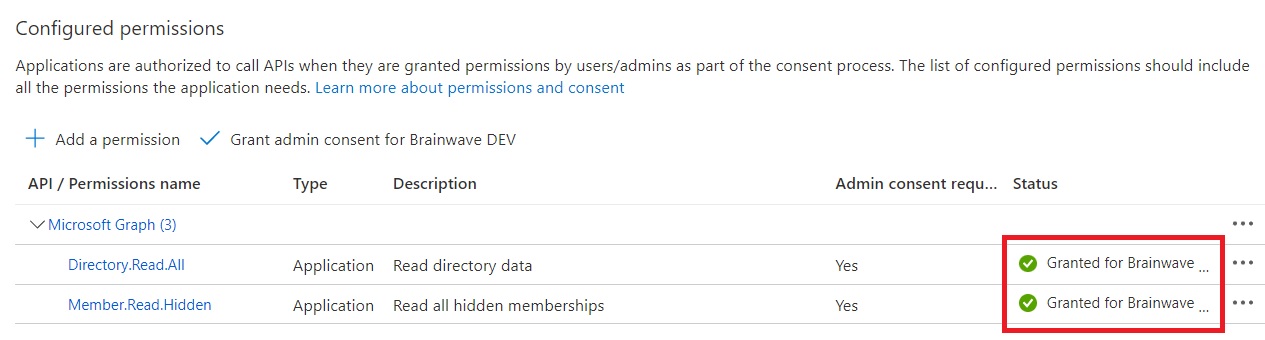 Configured permissions
Applications are authorized to call APIs when they are granted permissions by users/admins as part of the consent process. The list of configured permissions should include
all the permissions the application needs. Learn more about permissions and consent
Add a permission Grant admin consent for Brainwave DEV
API / Permissions name Type Description Admin consent requ... Status
Microsoft Graph (3) ...
Directory.Read.All Application Read directory data Yes Granted for Brainwave ... ...
Member.Read.Hidden Application Read all hidden memberships Yes Granted for Brainwave ... ...